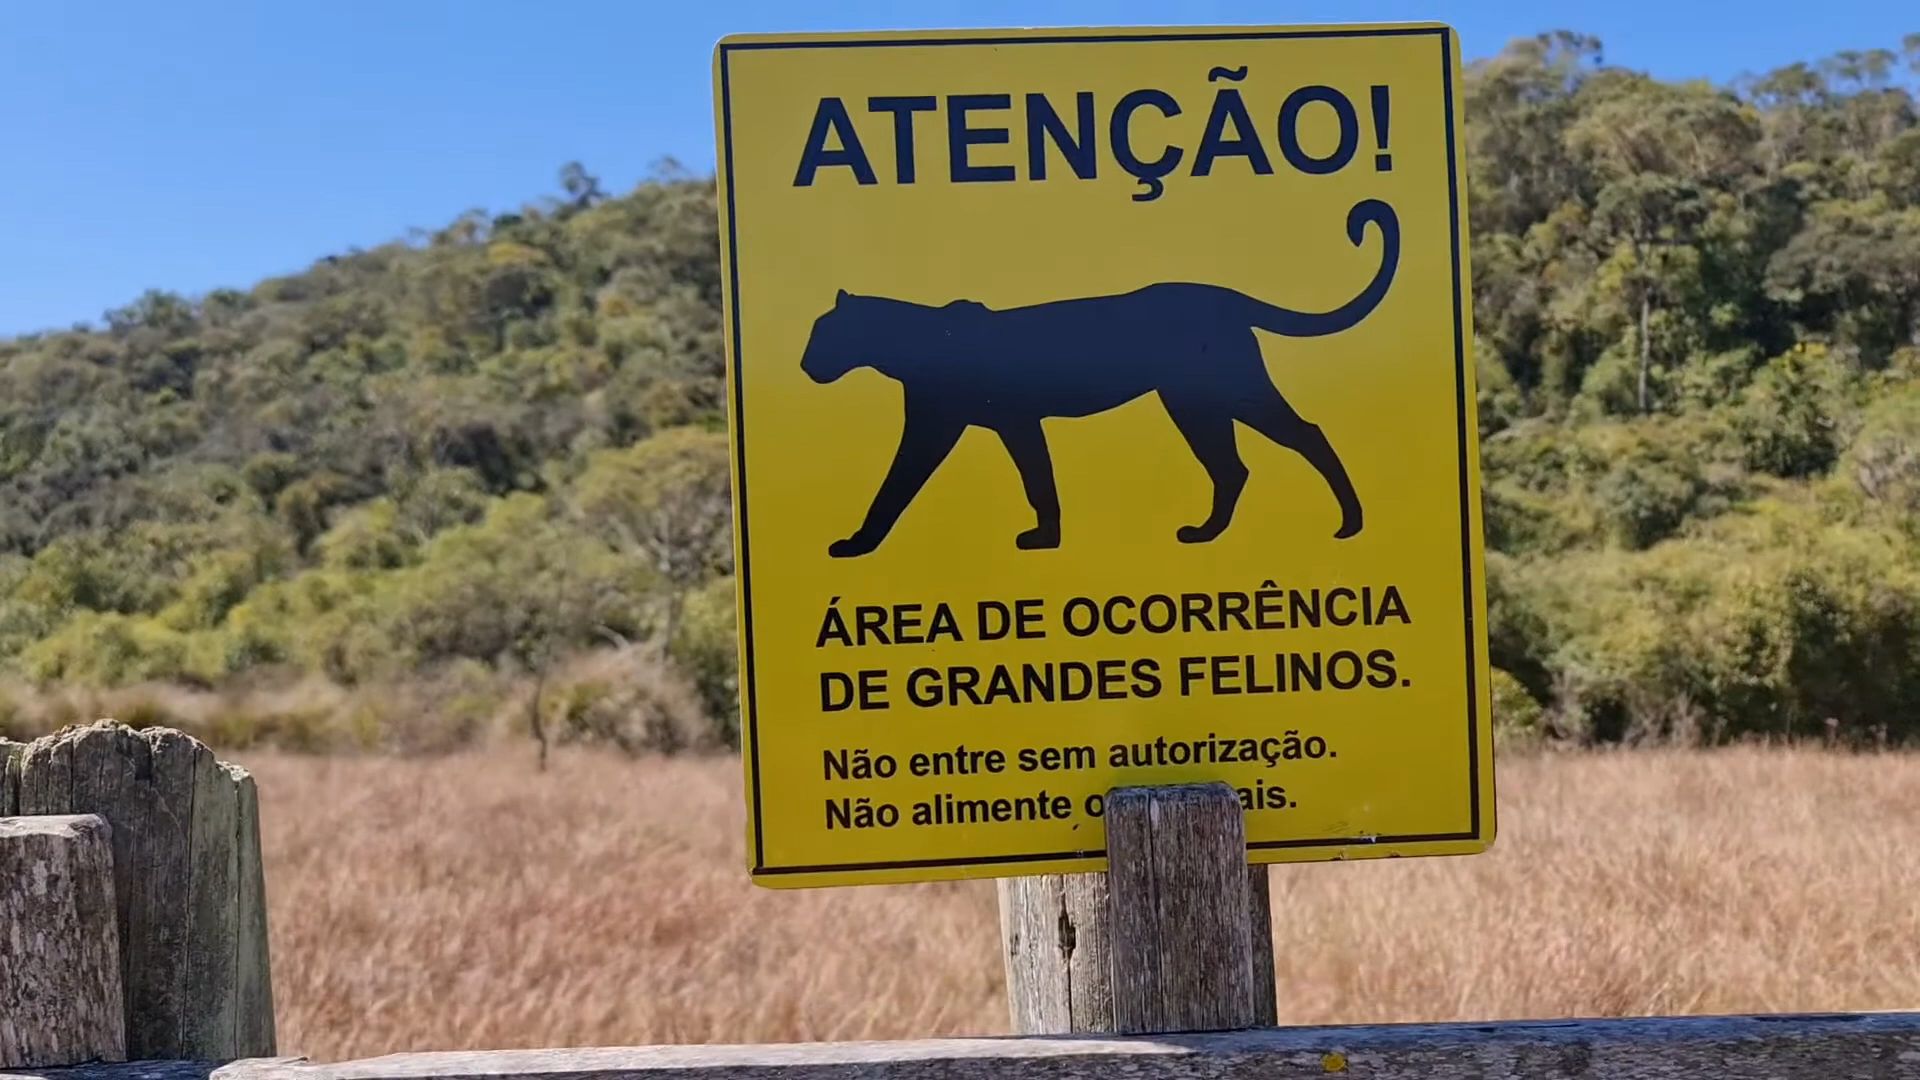 ATENÇÃO!
ÁREA DE OCORRÊNCIA
DE GRANDES FELINOS.
Não entre sem autorização.
Não alimente